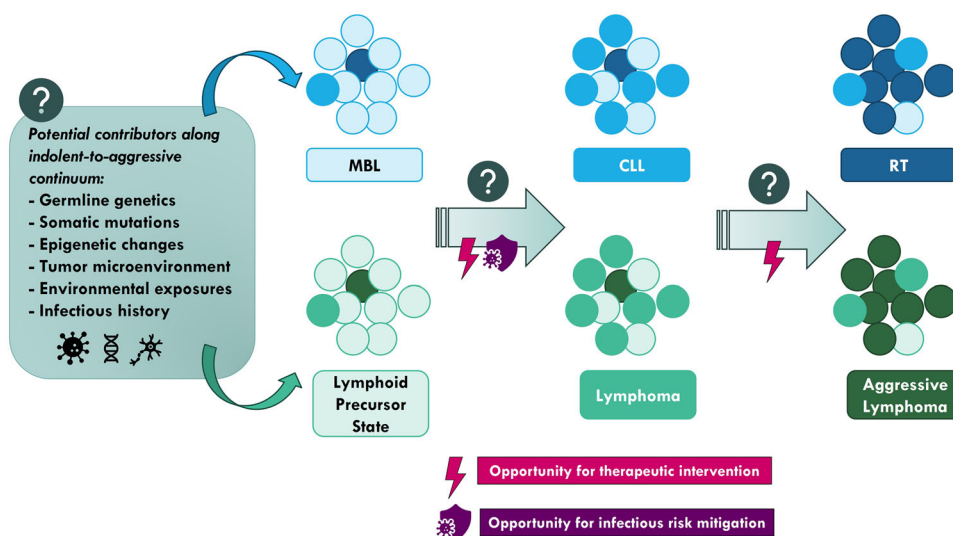 ?
Potential contributors along
indolent-to-aggressive
continuum:
- Germline genetics
- Somatic mutations
- Epigenetic changes
- Tumor microenvironment
- Environmental exposures
- Infectious history
MBL
?
CLL
?
RT
Lymphoid
Precursor
State
Lymphoma
Aggressive
Lymphoma
Opportunity for therapeutic intervention
Opportunity for infectious risk mitigation